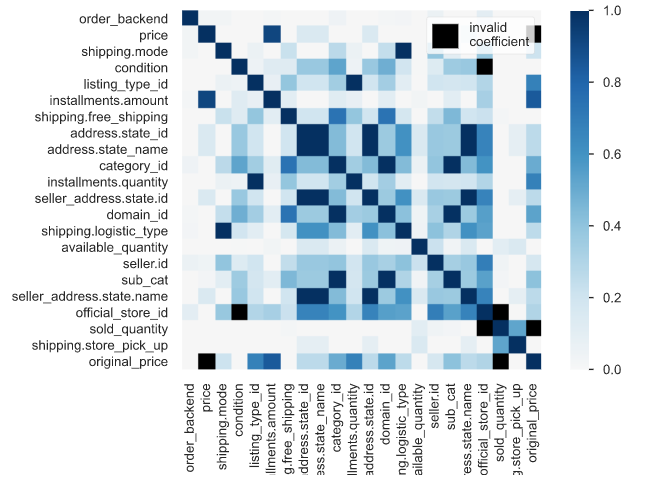 order_backend
price
shipping.mode
condition
listing_type_id
installments.amount
shipping.free_shipping
address.state_id
address.state_name
category_id
installments.quantity
seller_address.state.id
domain_id
shipping.logistic_type
available_quantity
seller.id
sub_cat
seller_address.state.name
official_store_id
sold_quantity
shipping.store_pick_up
original_price
invalid
coefficient
1.0
0.8
0.6
0.4
0.2
0.0
order_backend
price
shipping.mode
condition
listing_type_id
llments.amount
g.free_shipping
ddress.state_id
ess.state_name
category_id
llments.quantity
address.state.id
domain_id
ng.logistic_type
ailable_quantity
seller.id
sub_cat
ress.state.name
official_store_id
sold_quantity
g.store_pick_up
original_price